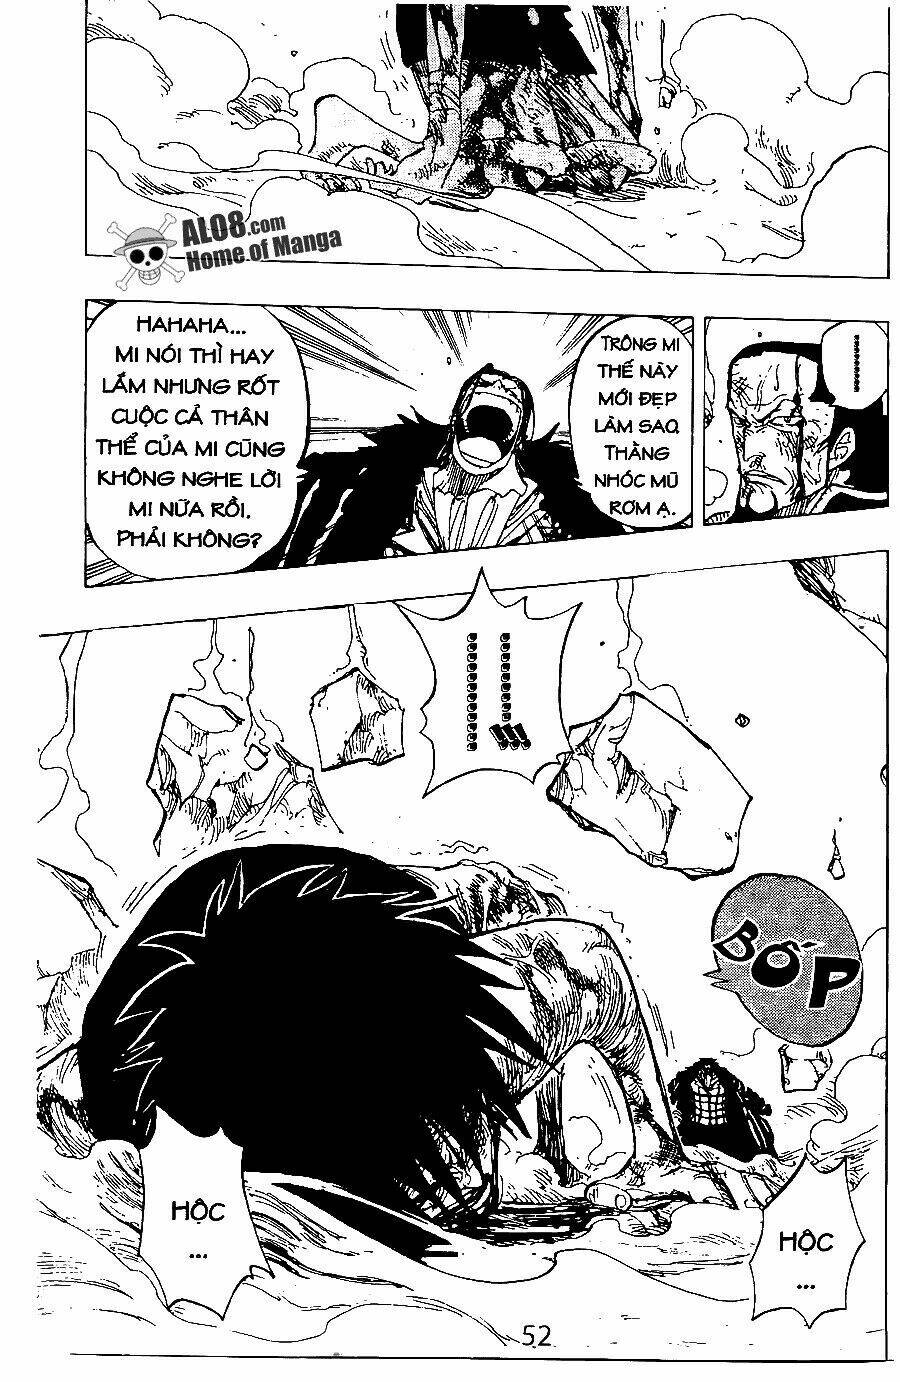 ALO8.com
Home of Manga
HAHAHA...
MI NÓI THÌ HAY
LẮM NHƯNG RỐT
CUỘC CẢ THÂN
THỂ CỦA MI CŨNG
KHÔNG NGHE LỜI
MI NỮA RỒI.
PHẢI KHÔNG?
TRÔNG MI
THẾ NÀY
MỚI ĐẸP
LÀM SAO,
THẰNG
NHÓC MŨ
RƠM Ạ.
BỐP
HỘC
...
HỘC
...
52